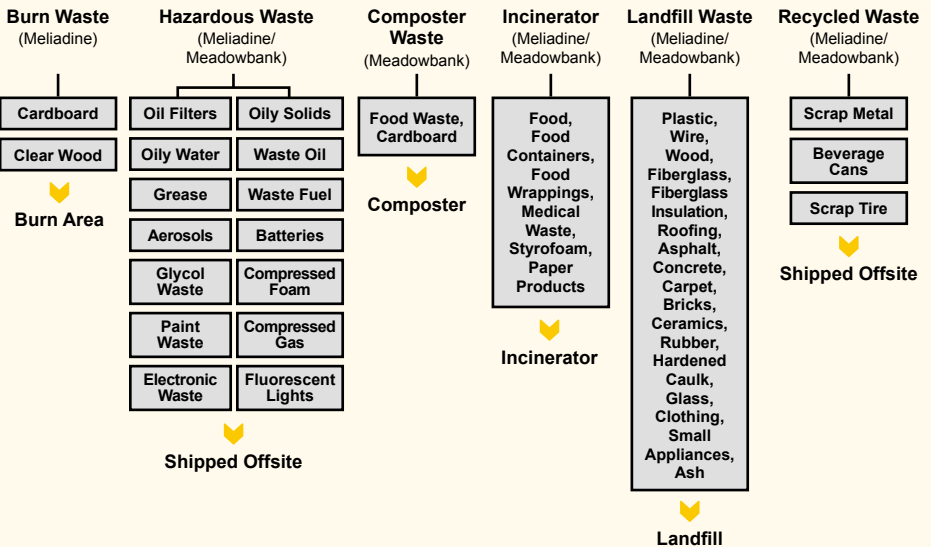 Burn Waste
(Meliadine)
Cardboard
Clear Wood
Burn Area
Hazardous Waste
(Meliadine/
Meadowbank)
Oil Filters
Oily Solids
Oily Water
Waste Oil
Grease
Waste Fuel
Aerosols
Batteries
Glycol
Waste
Compressed
Foam
Paint
Waste
Compressed
Gas
Electronic
Waste
Fluorescent
Lights
Shipped Offsite
Composter
Waste
(Meadowbank)
Food Waste,
Cardboard
Composter
Incinerator
(Meliadine/
Meadowbank)
Food,
Food
Containers,
Food
Wrappings,
Medical
Waste,
Styrofoam,
Paper
Products
Incinerator
Landfill Waste
(Meliadine/
Meadowbank)
Plastic,
Wire,
Wood,
Fiberglass,
Fiberglass
Insulation,
Roofing,
Asphalt,
Concrete,
Carpet,
Bricks,
Ceramics,
Rubber,
Hardened
Caulk,
Glass,
Clothing,
Small
Appliances,
Ash
Landfill
Recycled Waste
(Meliadine/
Meadowbank)
Scrap Metal
Beverage
Cans
Scrap Tire
Shipped Offsite